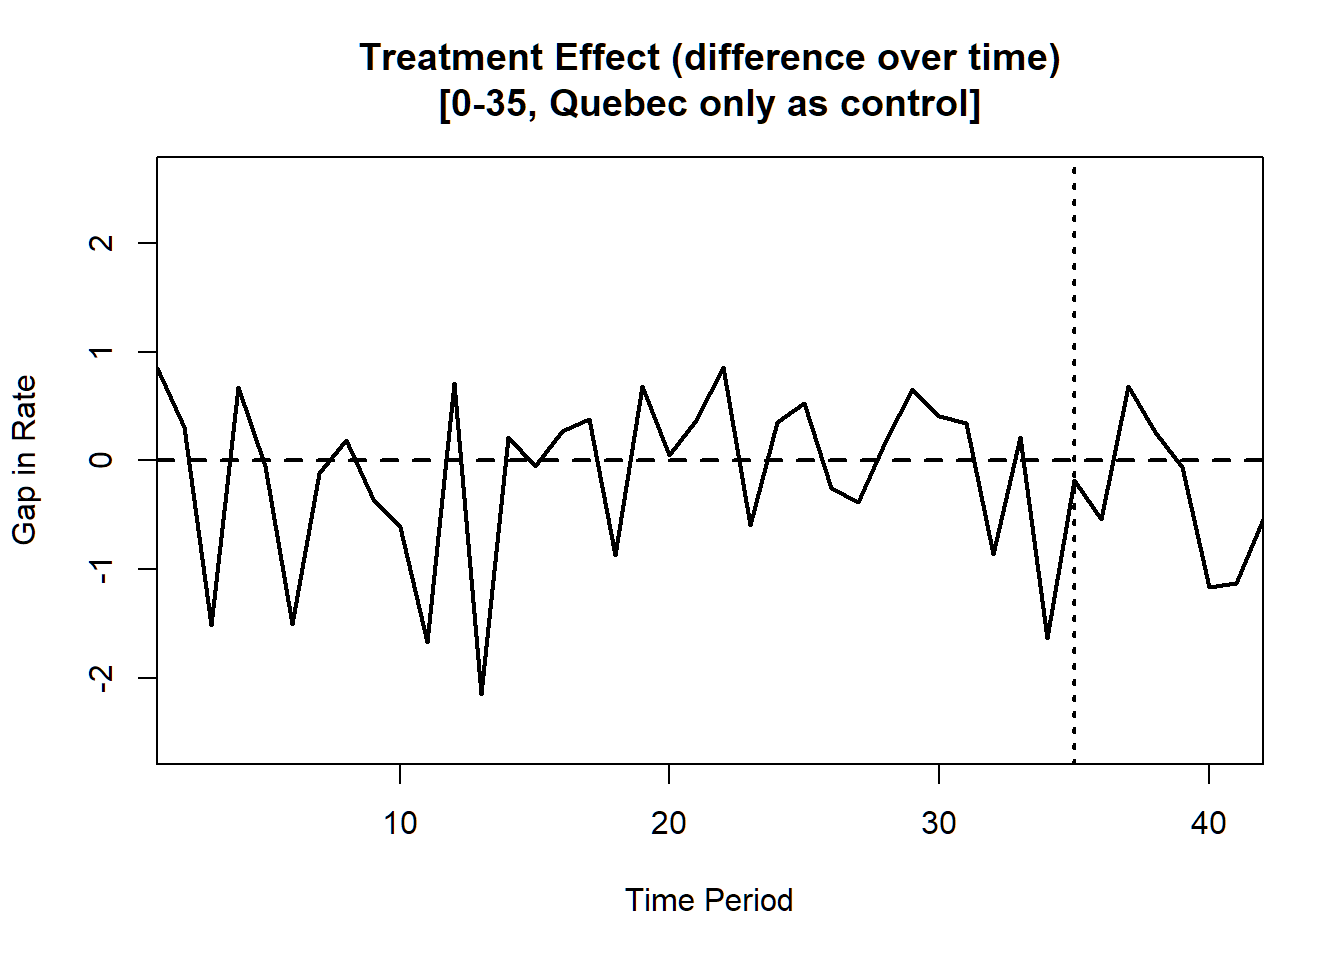 Treatment Effect (difference over time)
[0-35, Quebec only as control]
2
1
0
-1
-2
Gap in Rate
10 20 30 40
Time Period